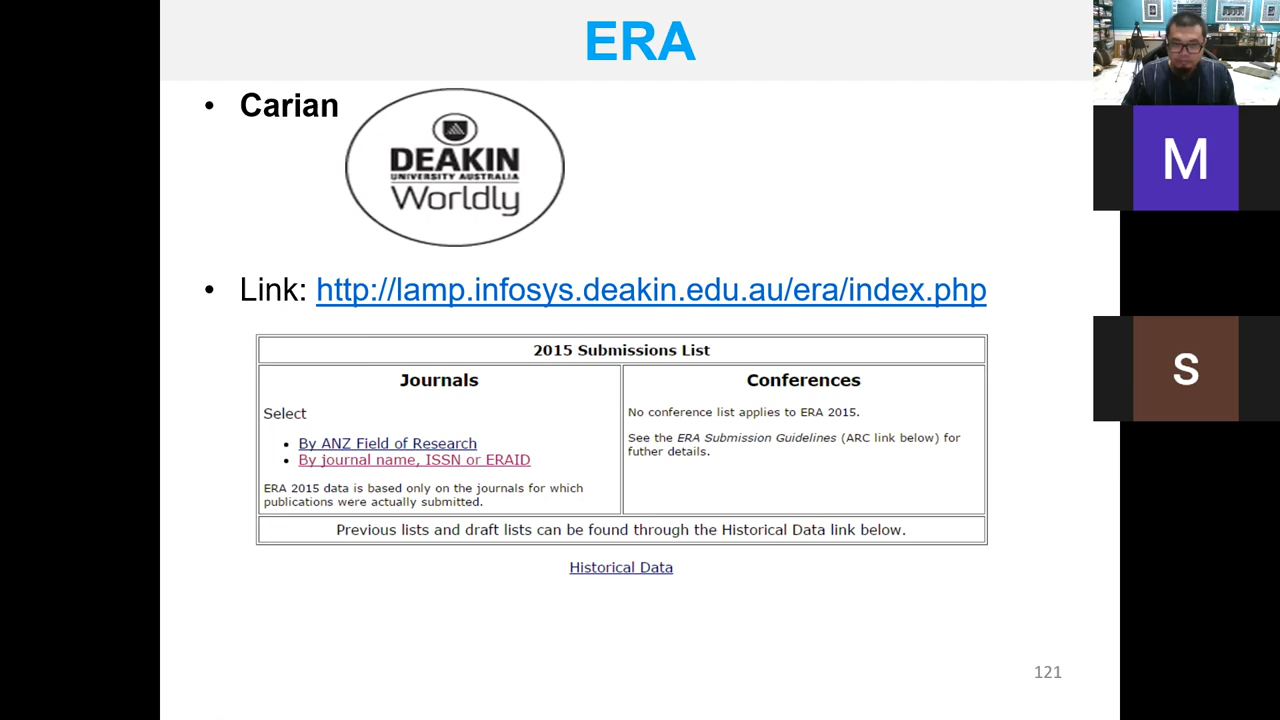 ERA
• Carian
DEAKIN
UNIVERSITY AUSTRALIA
Worldly
• Link: http://lamp.infosys.deakin.edu.au/era/index.php
2015 Submissions List
Journals
Select
• By ANZ Field of Research
• By journal name, ISSN or ERAID
ERA 2015 data is based only on the journals for which
publications were actually submitted.
Conferences
No conference list applies to ERA 2015.
See the ERA Submission Guidelines (ARC link below) for
futher details.
Previous lists and draft lists can be found through the Historical Data link below.
Historical Data
121
M
S